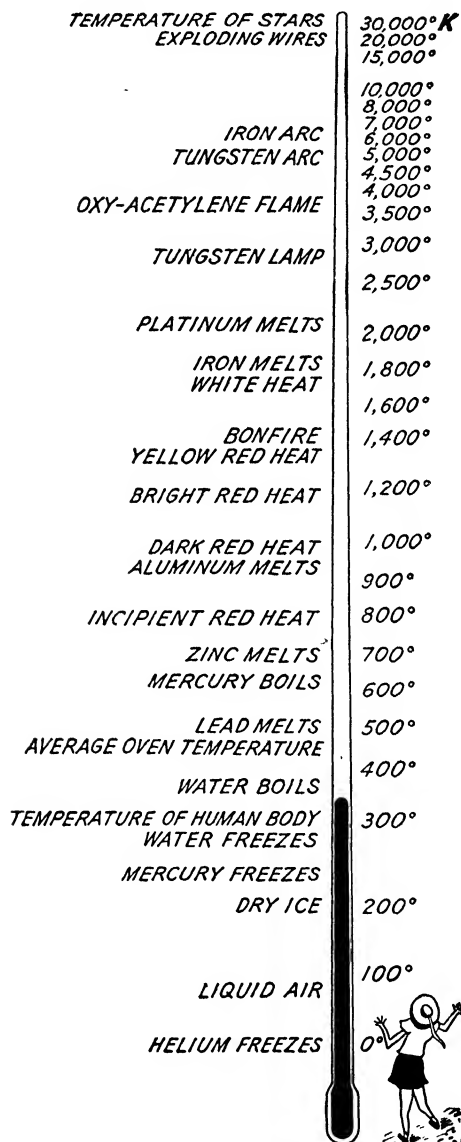 TEMPERATURE OF STARS 30,000°K
EXPLODING WIRES 20,000°
15,000°
10,000°
8,000°
7,000°
IRON ARC 6,000°
TUNGSTEN ARC 5,000°
4,500°
4,000°
OXY-ACETYLENE FLAME 3,500°
3,000°
TUNGSTEN LAMP
2,500°
PLATINUM MELTS 2,000°
IRON MELTS 1,800°
WHITE HEAT
1,600°
BONFIRE 1,400°
YELLOW RED HEAT
BRIGHT RED HEAT 1,200°
DARK RED HEAT 1,000°
ALUMINUM MELTS
900°
INCIPIENT RED HEAT 800°
ZINC MELTS 700°
MERCURY BOILS 600°
LEAD MELTS 500°
AVERAGE OVEN TEMPERATURE
400°
WATER BOILS
TEMPERATURE OF HUMAN BODY 300°
WATER FREEZES
MERCURY FREEZES
DRY ICE 200°
100°
LIQUID AIR
HELIUM FREEZES 0°